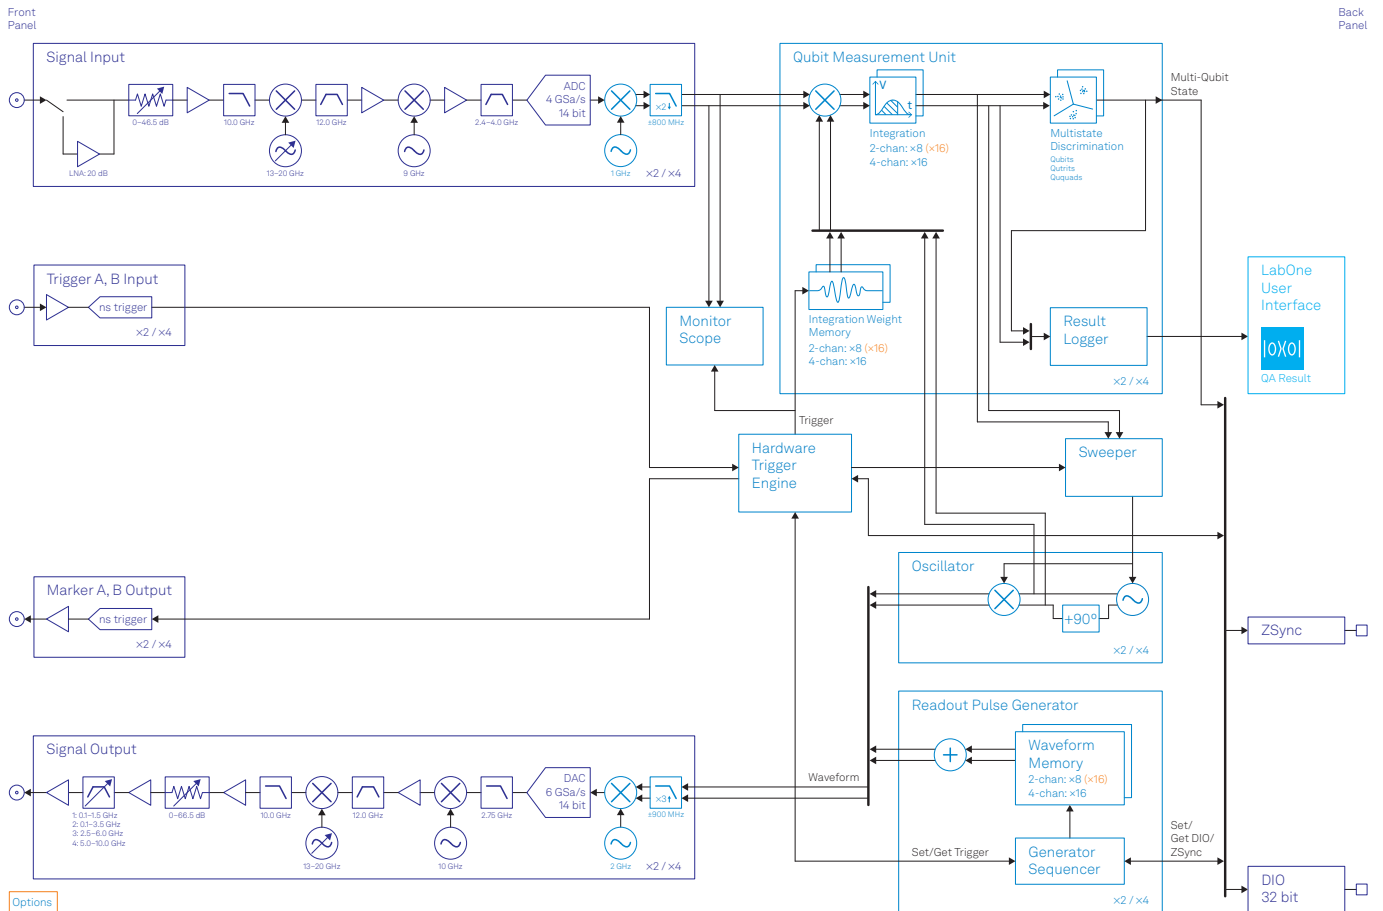 Front
Panel
Back
Panel
Signal Input
0–46.5 dB
10.0 GHz
12.0 GHz
2.4–4.0 GHz
ADC
4 GSa/s
14 bit
×2↓
±800 MHz
LNA: 20 dB
13–20 GHz
9 GHz
1 GHz
×2 / ×4
Qubit Measurement Unit
V
t
Integration
2-chan: ×8 (×16)
4-chan: ×16
Multistate
Discrimination
Qubits
Qutrits
Ququads
Multi-Qubit
State
Trigger A, B Input
ns trigger
×2 / ×4
Monitor
Scope
Integration Weight
Memory
2-chan: ×8 (×16)
4-chan: ×16
Result
Logger
×2 / ×4
LabOne
User
Interface
QA Result
Trigger
Hardware
Trigger
Engine
Sweeper
Marker A, B Output
ns trigger
×2 / ×4
Oscillator
+90°
×2 / ×4
ZSync
Signal Output
1: 0.1–1.5 GHz
2: 0.1–3.5 GHz
3: 2.5–6.0 GHz
4: 5.0–10.0 GHz
0–66.5 dB
10.0 GHz
12.0 GHz
2.75 GHz
DAC
6 GSa/s
14 bit
×3↑
±900 MHz
13–20 GHz
10 GHz
2 GHz
×2 / ×4
Waveform
Readout Pulse Generator
+
Waveform
Memory
2-chan: ×8 (×16)
4-chan: ×16
Set/Get Trigger
Generator
Sequencer
×2 / ×4
Set/
Get DIO/
ZSync
DIO
32 bit
Options